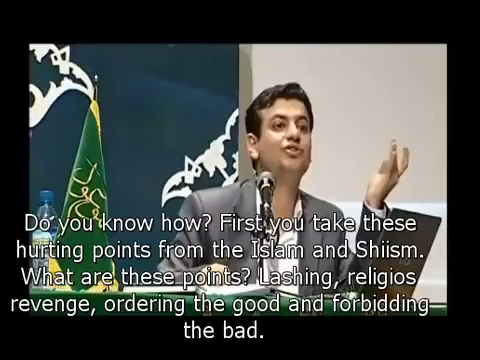 Do you know how? First you take these
hurting points from the Islam and Shiism.
What are these points? Lashing, religios
revenge, ordering the good and forbidding
the bad.